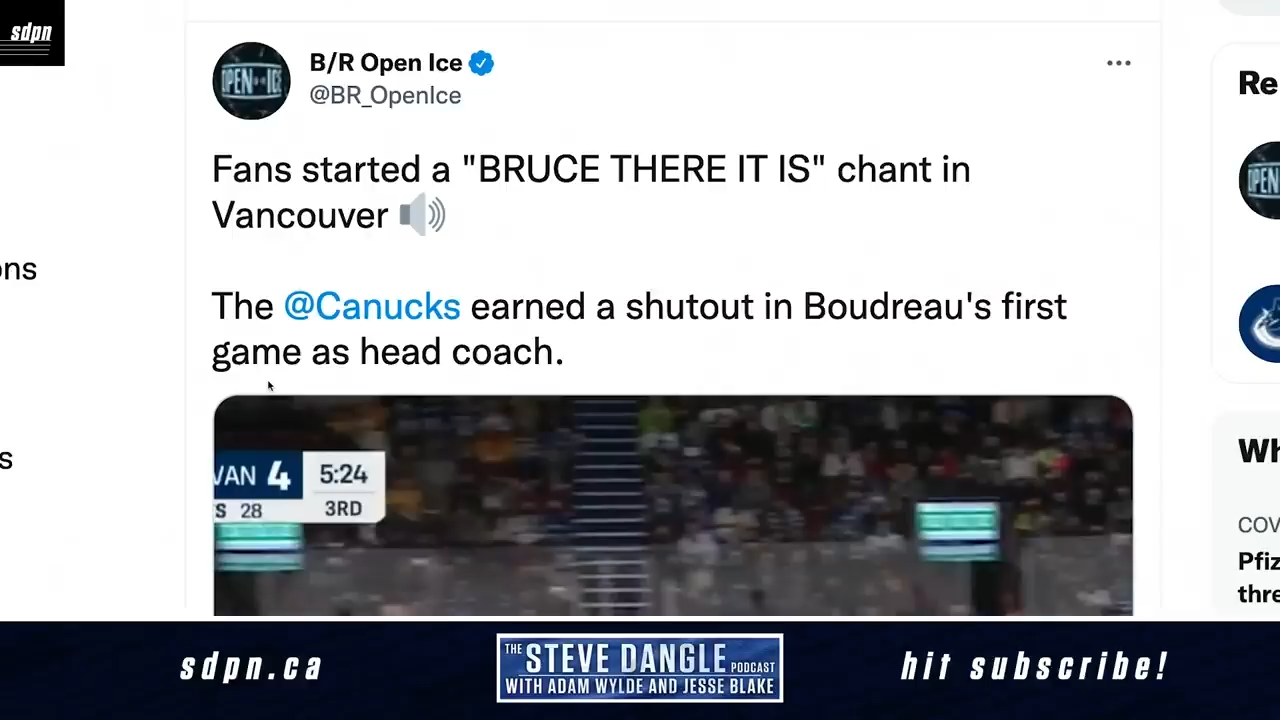 sdpn
B/R Open Ice
@BR_OpenIce
Fans started a "BRUCE THERE IT IS" chant in
Vancouver 🔊
The @Canucks earned a shutout in Boudreau's first
game as head coach.
VAN 4 5:24
S 28 3RD
ons
s
Re
OPEN
Wh
COV
Pfiz
thre
sdpn.ca
THE STEVE DANGLE PODCAST
WITH ADAM WYLDE AND JESSE BLAKE
hit subscribe!